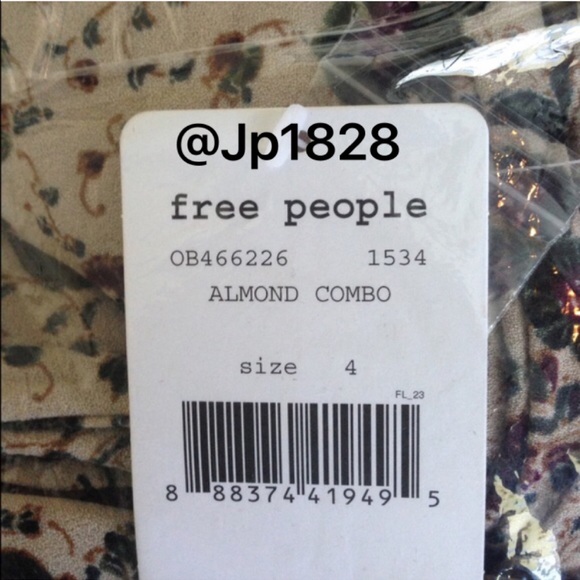 @Jp1828
free people
OB466226 1534
ALMOND COMBO
size 4
FL_23
8 88374 41949 5